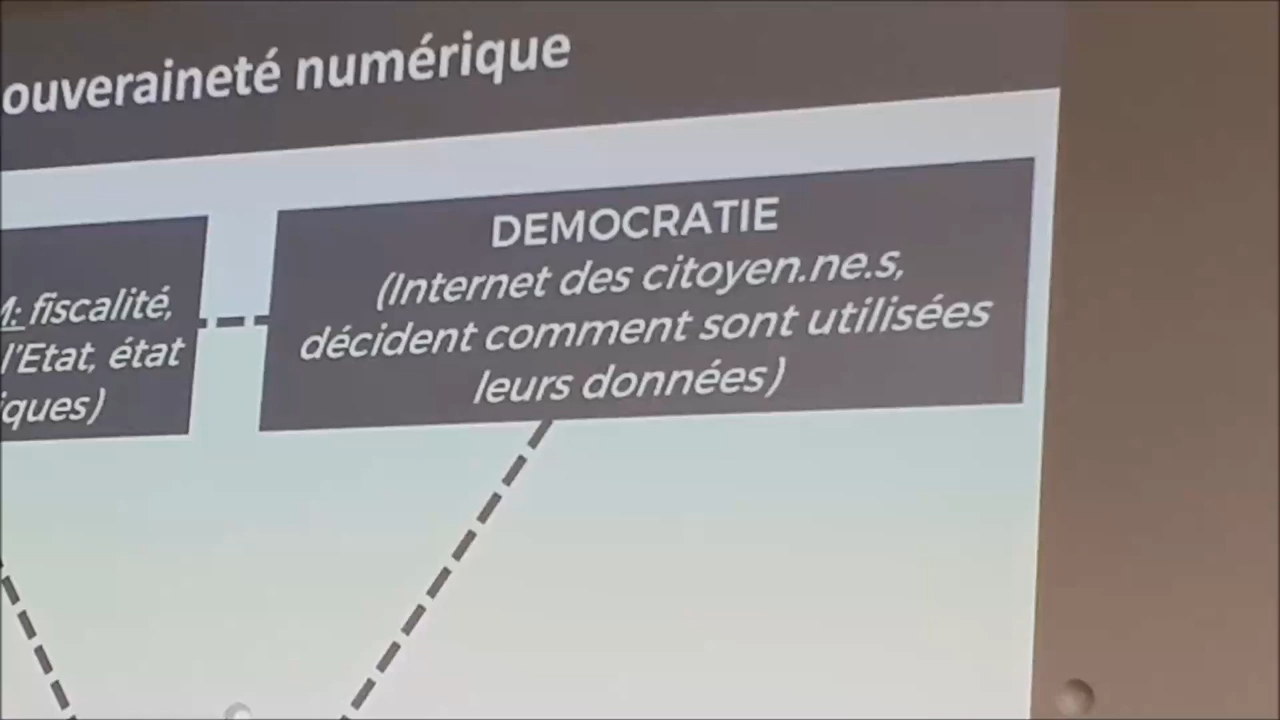 ouveraineté numérique
: fiscalité,
l'Etat, état
iques)
DEMOCRATIE
(Internet des citoyen.ne.s,
décident comment sont utilisées
leurs données)